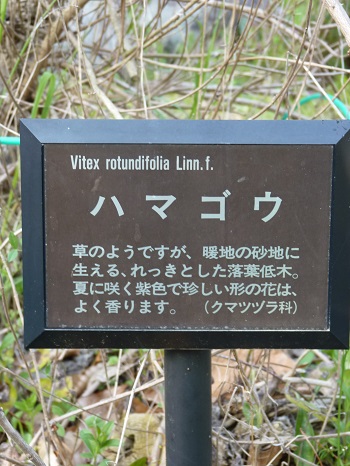 Vitex rotundifolia Linn.f.
ハマゴウ
草のようですが、暖地の砂地に
生える、れっきとした落葉低木。
夏に咲く紫色で珍しい形の花は、
よく香ります。（クマツヅラ科）